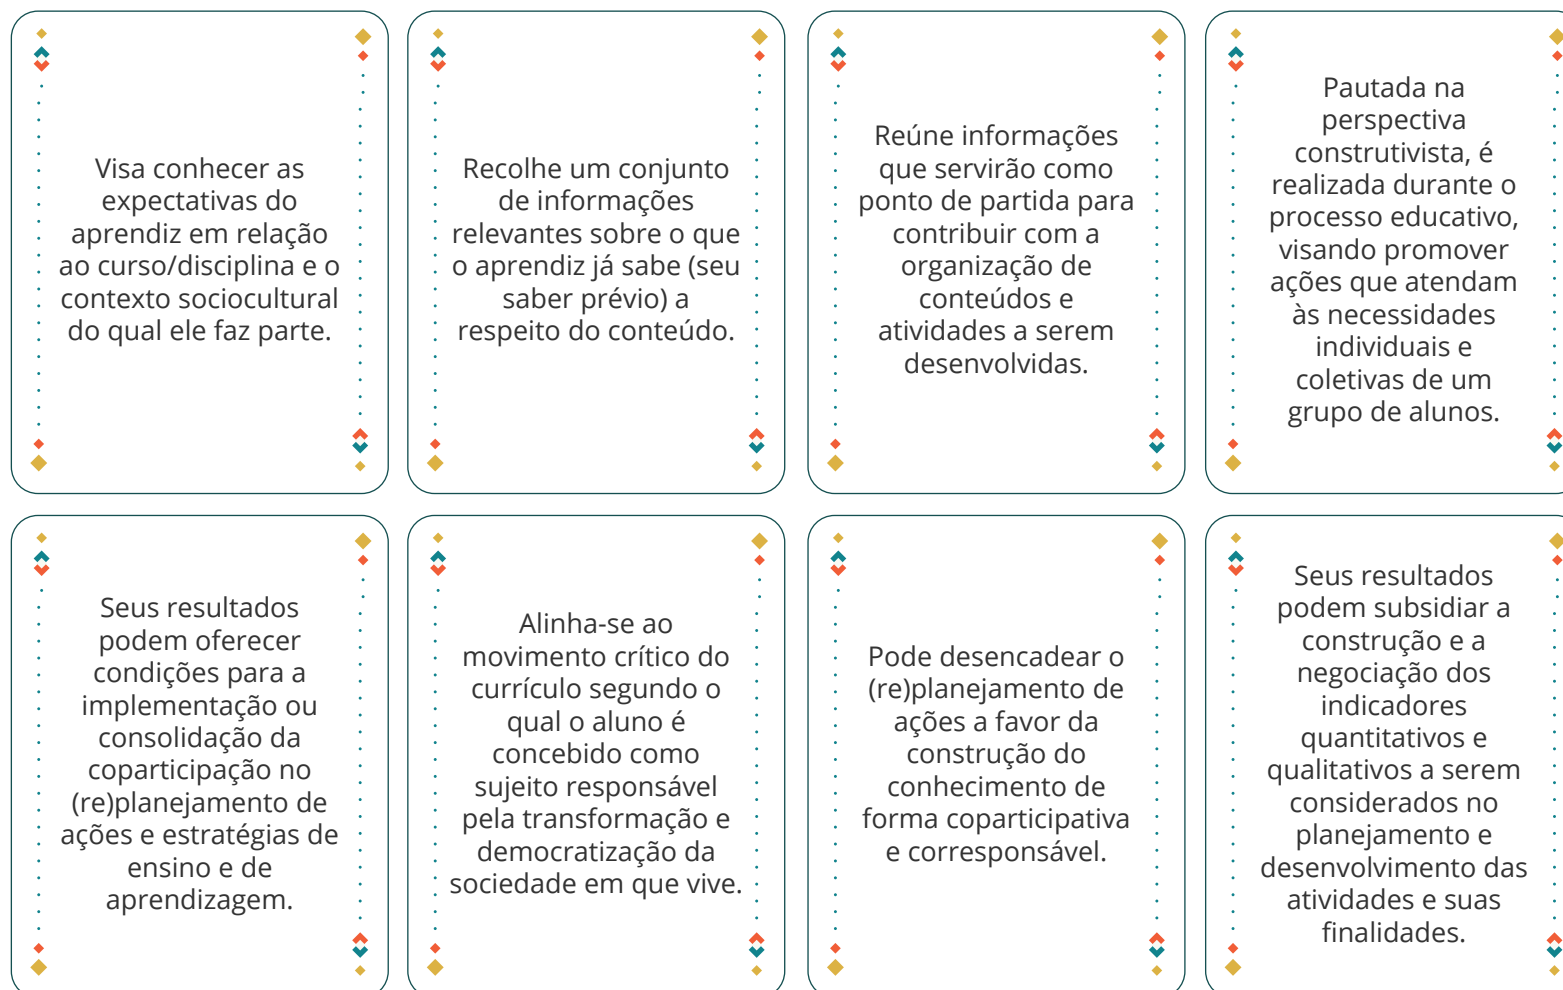 Visa conhecer as
expectativas do
aprendiz em relação
ao curso/disciplina e o
contexto sociocultural
do qual ele faz parte.
Recolhe um conjunto
de informações
relevantes sobre o que
o aprendiz já sabe (seu
saber prévio) a
respeito do conteúdo.
Reúne informações
que servirão como
ponto de partida para
contribuir com a
organização de
conteúdos e
atividades a serem
desenvolvidas.
Pautada na
perspectiva
construtivista, é
realizada durante o
processo educativo,
visando promover
ações que atendam
às necessidades
individuais e
coletivas de um
grupo de alunos.
Seus resultados
podem oferecer
condições para a
implementação ou
consolidação da
coparticipação no
(re)planejamento de
ações e estratégias de
ensino e de
aprendizagem.
Alinha-se ao
movimento crítico do
currículo segundo o
qual o aluno é
concebido como
sujeito responsável
pela transformação e
democratização da
sociedade em que vive.
Pode desencadear o
(re)planejamento de
ações a favor da
construção do
conhecimento de
forma coparticipativa
e corresponsável.
Seus resultados
podem subsidiar a
construção e a
negociação dos
indicadores
quantitativos e
qualitativos a serem
considerados no
planejamento e
desenvolvimento das
atividades e suas
finalidades.